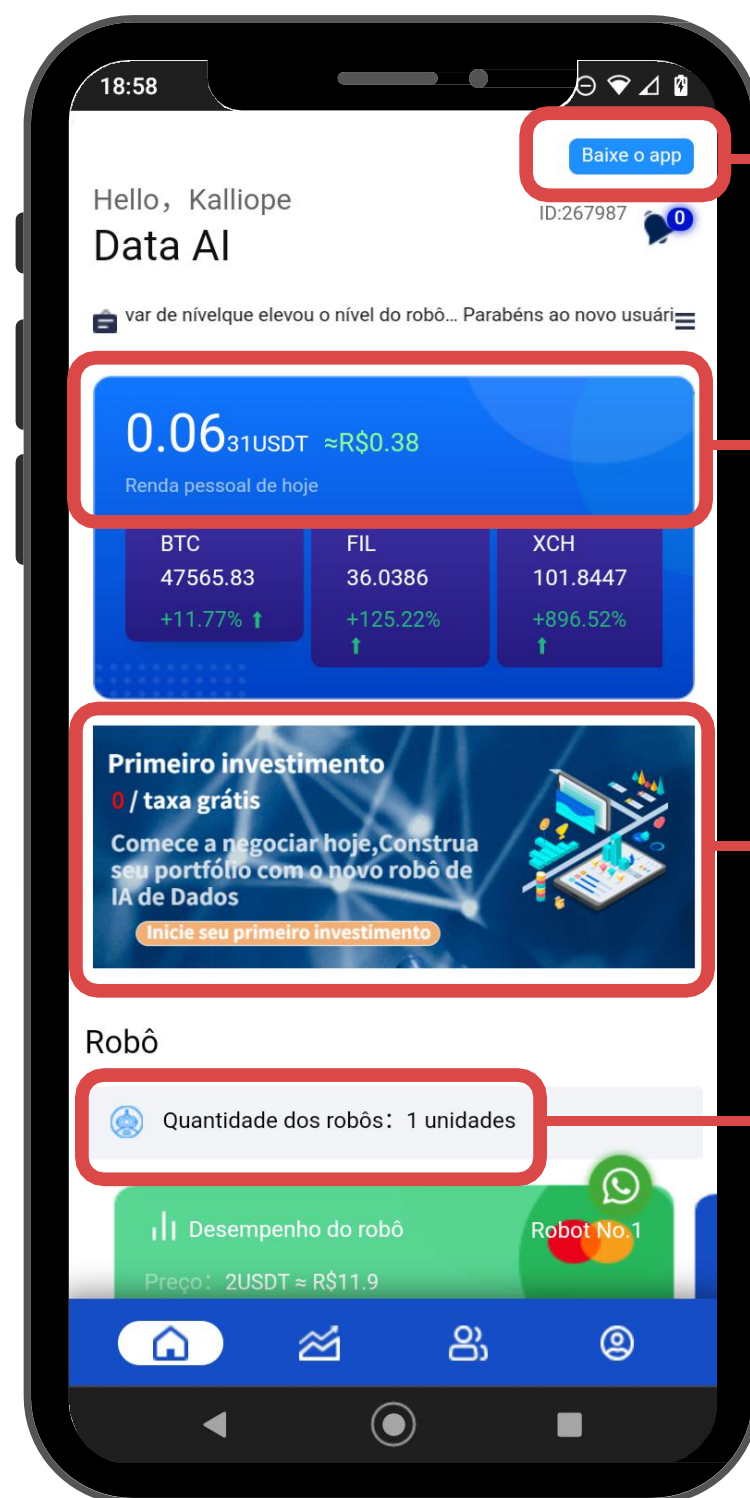 18:58
Baixe o app
Hello，Kalliope
ID:267987
0
Data AI
var de nívelque elevou o nível do robô... Parabéns ao novo usuári
0.0631USDT ≈R$0.38
Renda pessoal de hoje
BTC FIL XCH
47565.83 36.0386 101.8447
+11.77% ⬆ +125.22% ⬆ +896.52% ⬆
Primeiro investimento
0 / taxa grátis
Comece a negociar hoje,Construa
seu portfólio com o novo robô de
IA de Dados
Inicie seu primeiro investimento
Robô
Quantidade dos robôs：1 unidades
Desempenho do robô Robot No.1
Preço：2USDT ≈ R$11.9